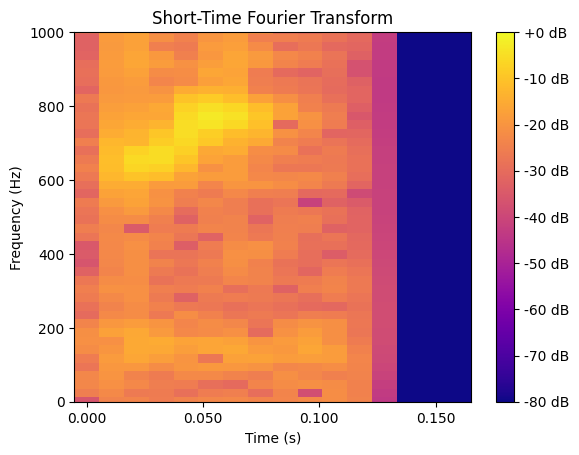 Short-Time Fourier Transform
1000
800
600
400
200
0
Frequency (Hz)
0.000
0.050
0.100
0.150
Time (s)
+0 dB
-10 dB
-20 dB
-30 dB
-40 dB
-50 dB
-60 dB
-70 dB
-80 dB